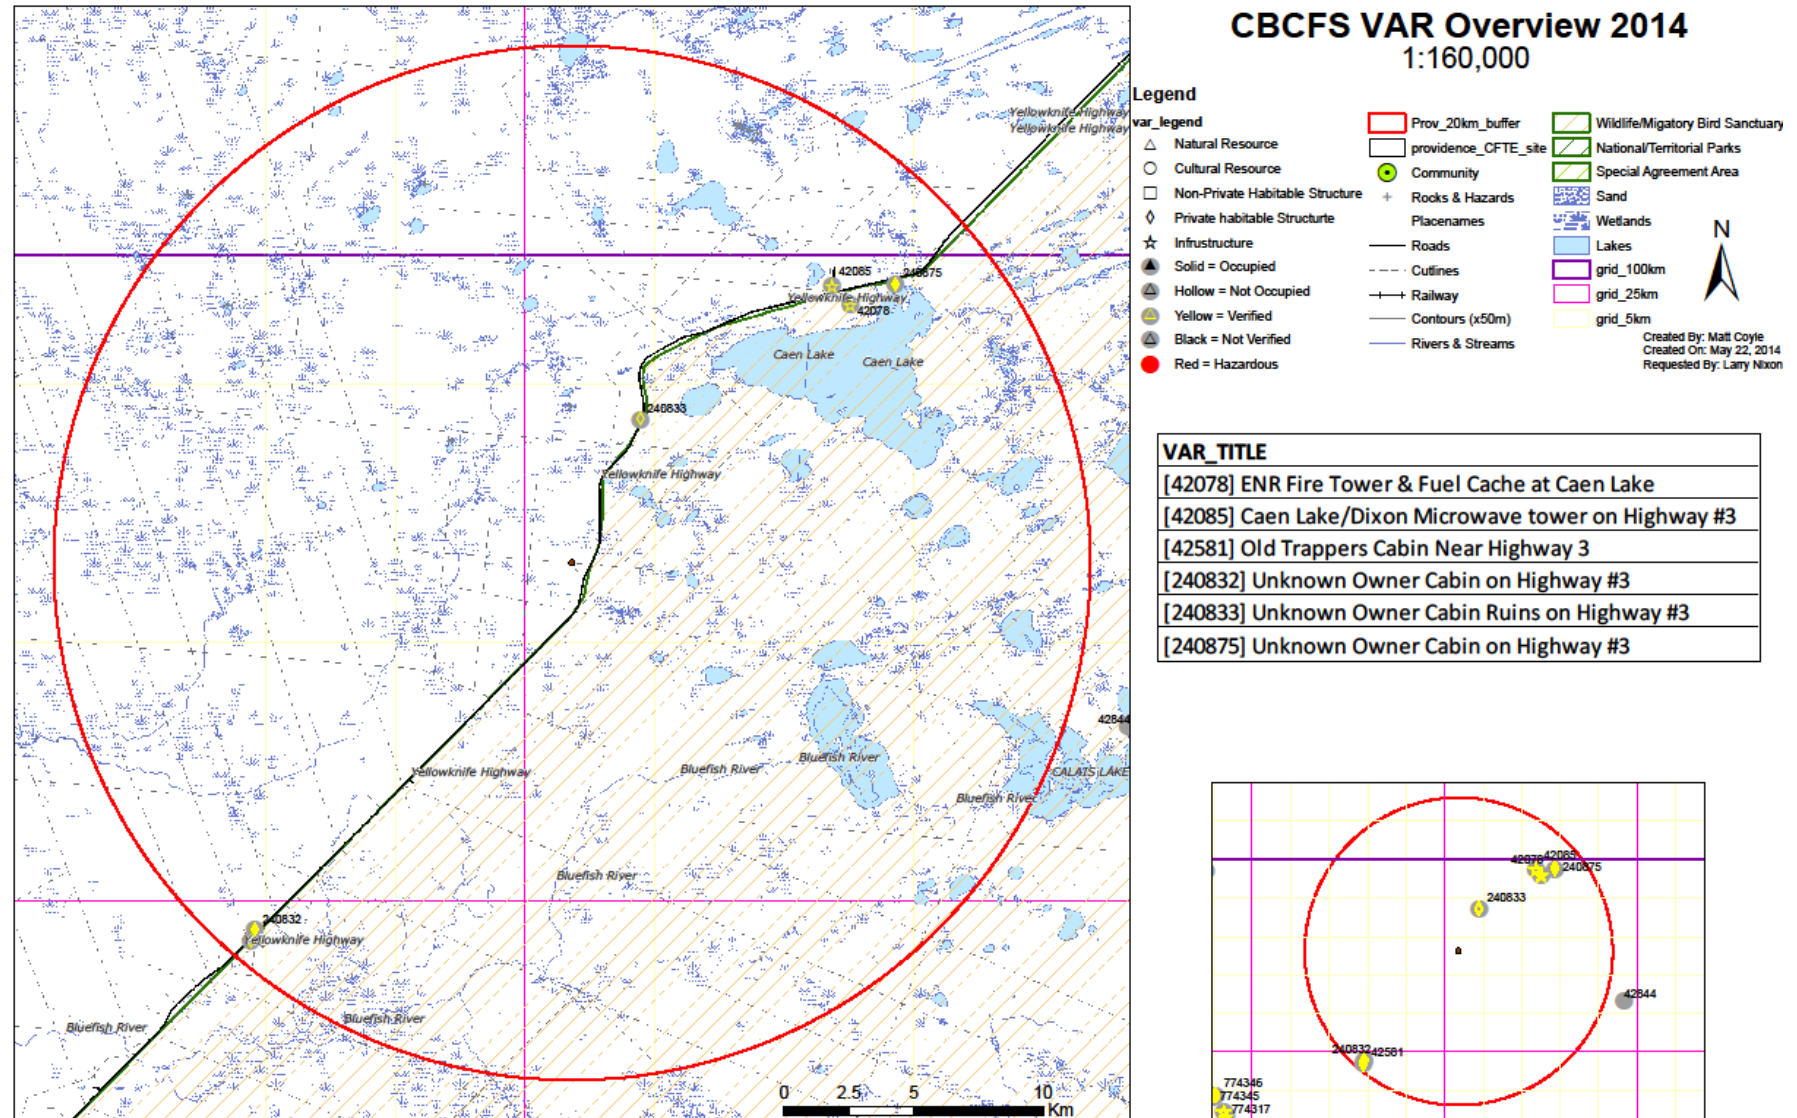 CBCFS VAR Overview 2014
1:160,000
Legend
var_legend
Natural Resource
Cultural Resource
Non-Private Habitable Structure
Private habitable Structurte
Infrustructure
Solid = Occupied
Hollow = Not Occupied
Yellow = Verified
Black = Not Verified
Red = Hazardous
Prov_20km_buffer
providence_CFTE_site
Community
Rocks & Hazards
Placenames
Roads
Cutlines
Railway
Contours (x50m)
Rivers & Streams
Wildlife/Migatory Bird Sanctuary
National/Territorial Parks
Special Agreement Area
Sand
Wetlands
Lakes
grid_100km
grid_25km
grid_5km
N
Created By: Matt Coyle
Created On: May 22, 2014
Requested By: Larry Nixon
VAR_TITLE
[42078] ENR Fire Tower & Fuel Cache at Caen Lake
[42085] Caen Lake/Dixon Microwave tower on Highway #3
[42581] Old Trappers Cabin Near Highway 3
[240832] Unknown Owner Cabin on Highway #3
[240833] Unknown Owner Cabin Ruins on Highway #3
[240875] Unknown Owner Cabin on Highway #3
Yellowknife Highway
Yellowknife Highway
42085
240875
Yellowknife Highway
42078
Caen Lake
Caen Lake
240833
Yellowknife Highway
42844
Bluefish River
Bluefish River
Yellowknife Highway
CALAIS LAKE
Bluefish River
Bluefish River
240832
Yellowknife Highway
Bluefish River
Bluefish River
0 2.5 5 10
Km
42078
42085
240875
240833
42844
240832
42581
774346
774345
774317